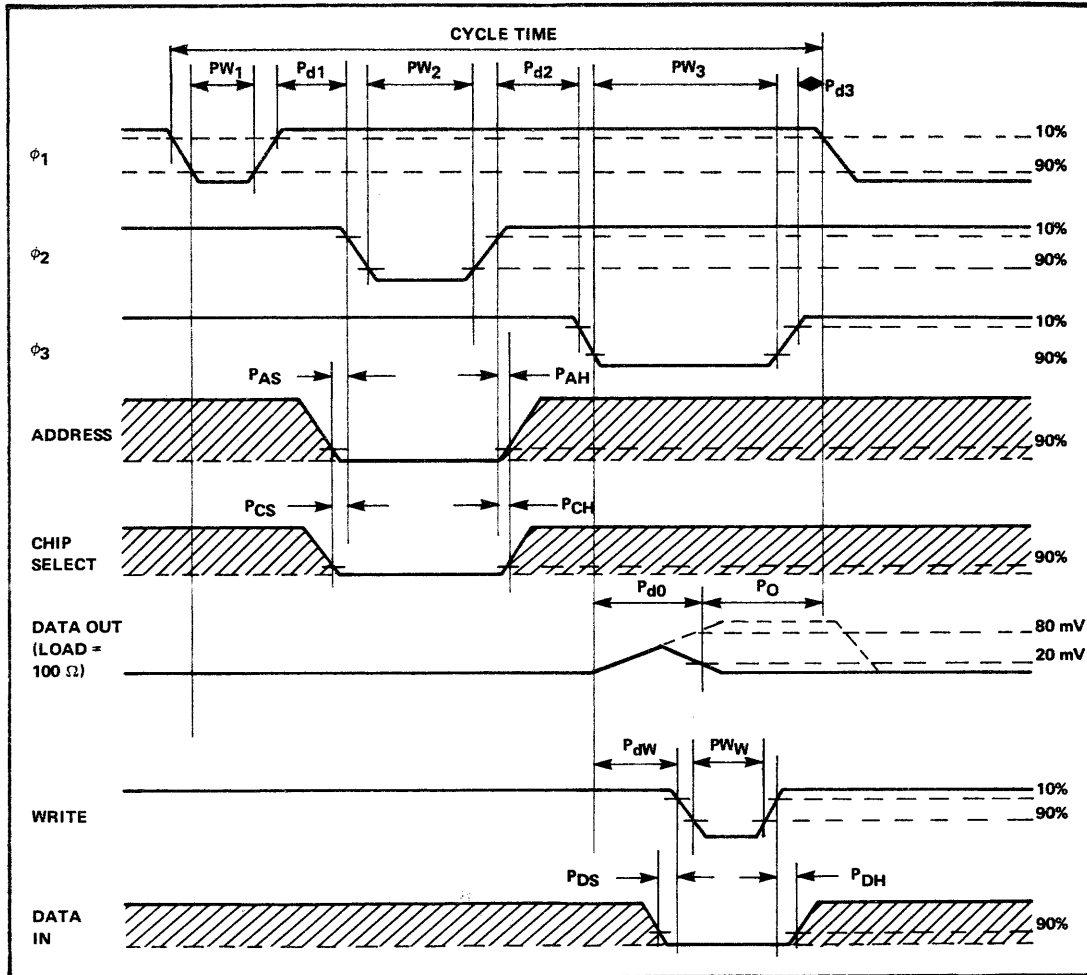 CYCLE TIME
PW1 Pd1 PW2 Pd2 PW3 Pd3
ϕ1 10%
90%
ϕ2 10%
90%
ϕ3 10%
90%
PAS PAH
ADDRESS 90%
PCS PCH
CHIP
SELECT 90%
Pd0 PO
DATA OUT 80 mV
(LOAD = 20 mV
100 Ω)
PdW PWW
WRITE 10%
90%
PDS PDH
DATA 90%
IN